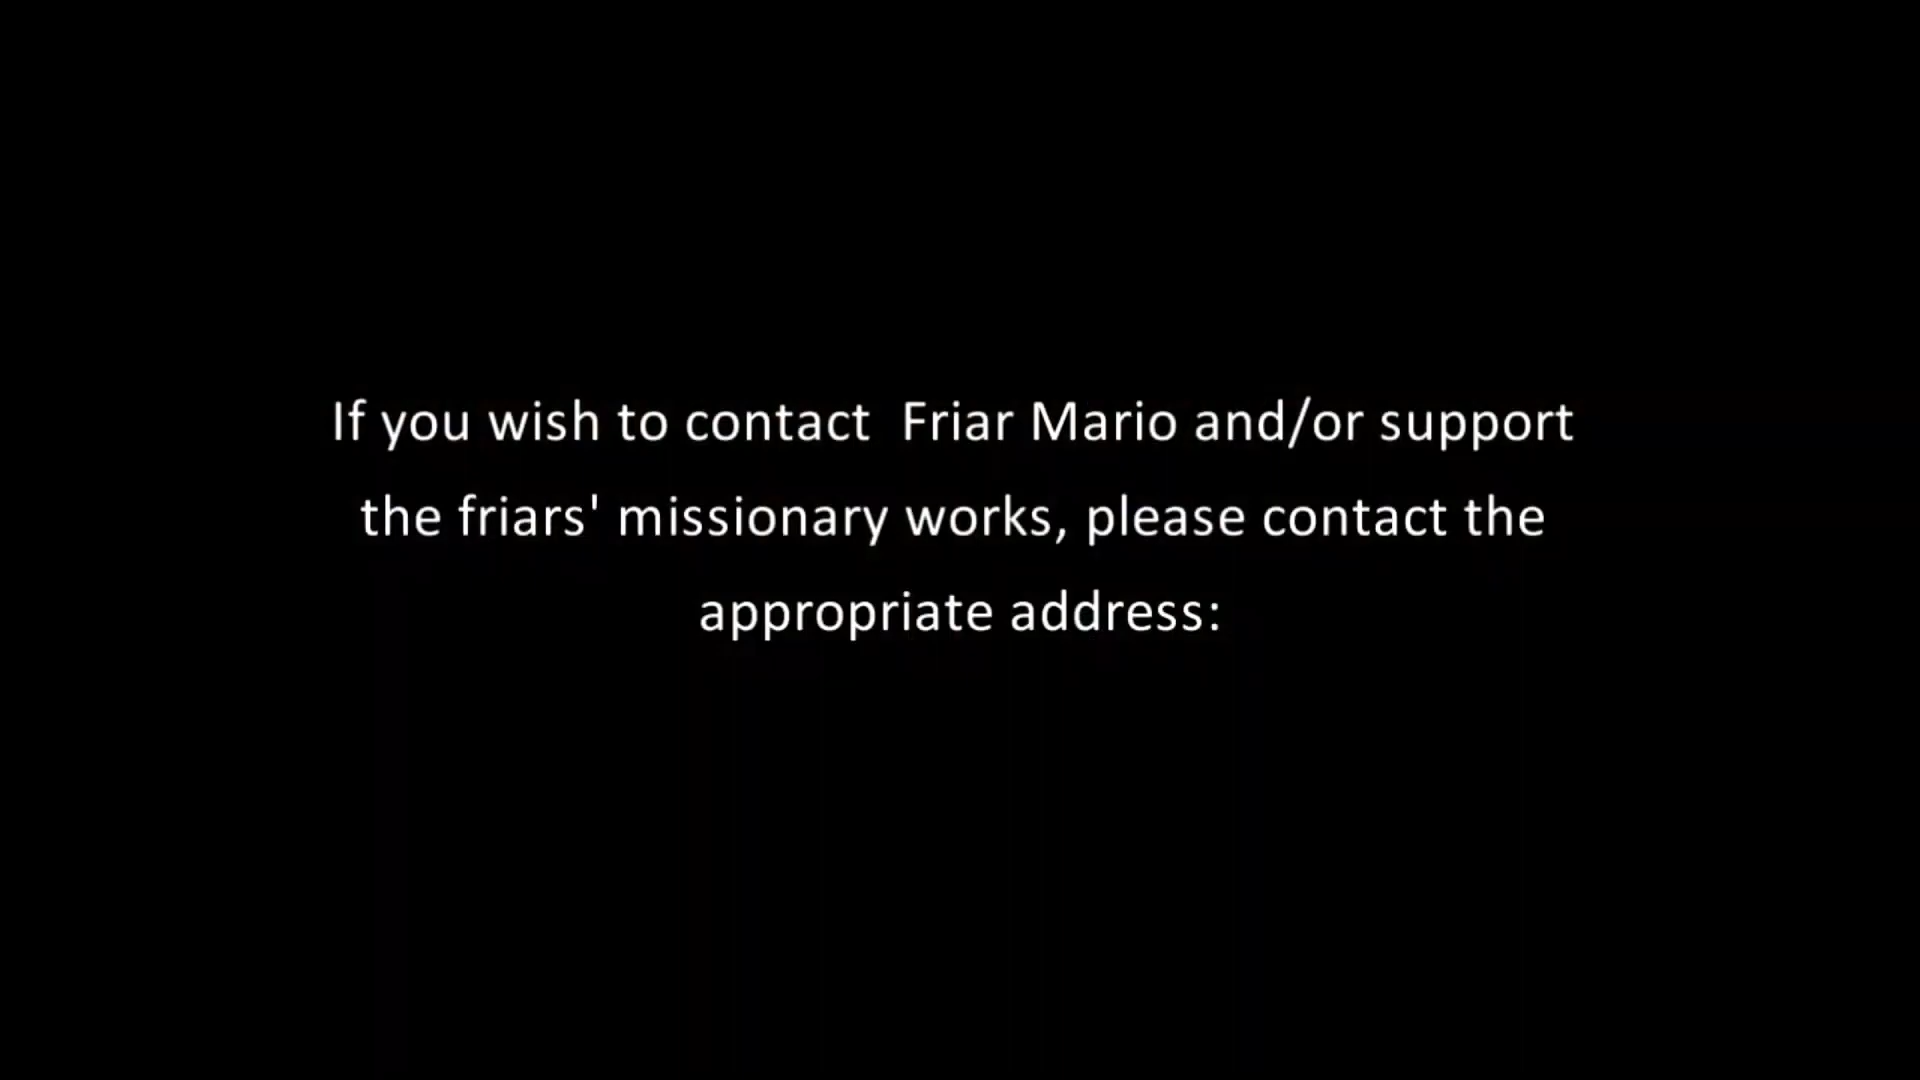 If you wish to contact  Friar Mario and/or support
the friars' missionary works, please contact the
appropriate address: